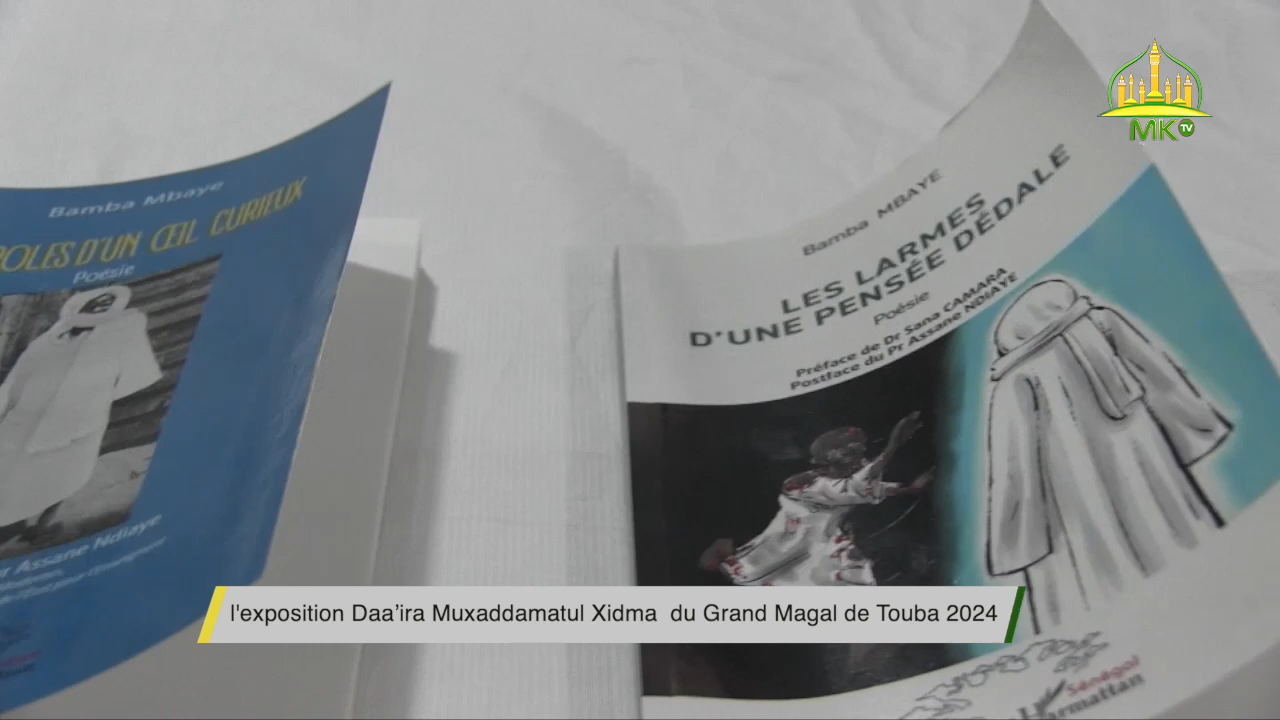 Bamba Mbaye
D'UN ŒIL CURIEUX
Poésie
Assane Ndiaye
Bamba MBAYE
LES LARMES
D'UNE PENSÉE DÉDALE
Poésie
Préface de Dr Sana CAMARA
Postface du Pr Assane NDIAYE
Sénégal
MK TV
l'exposition Daa’ira Muxaddamatul Xidma du Grand Magal de Touba 2024